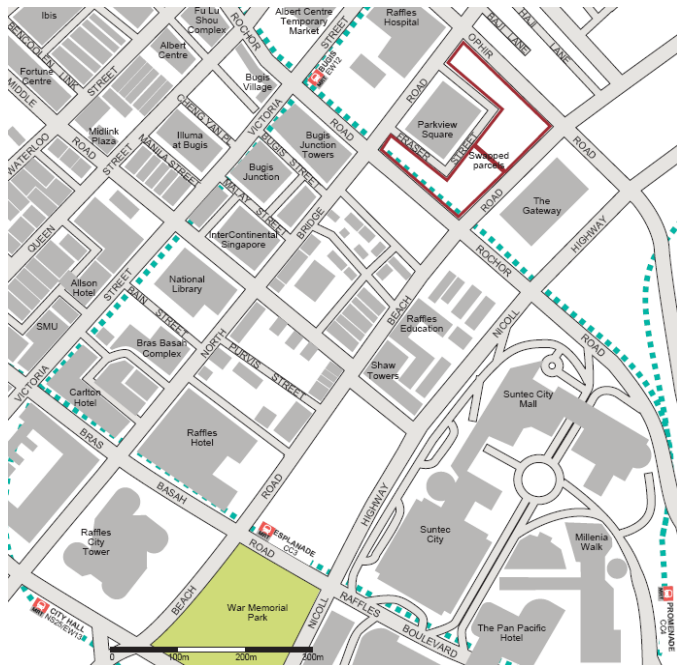 Ibis
Fu Lu
Shou
Complex
ROCHOR
Albert Centre
Temporary
Market
STREET
Raffles
Hospital
OPHIR
HAJI LANE
HAJI
LANE
BENCOOLEN
LINK
Fortune
Centre
MIDDLE
STREET
Albert
Centre
BUGIS
EW12
Bugis
Village
VICTORIA
ROAD
ROAD
Parkview
Square
FRASER
STREET
Swapped
parcels
ROAD
WATERLOO
Midlink
Plaza
ROAD
STREET
CHENG YAN PL
Illuma
at Bugis
MANILA STREET
Bugis
Junction
Towers
BUGIS
STREET
Bugis
Junction
MALAY
STREET
BRIDGE
InterContinental
Singapore
The
Gateway
ROAD
HIGHWAY
ROCHOR
ROAD
QUEEN
Allson
Hotel
STREET
National
Library
BAIN
STREET
Bras Basah
Complex
NORTH
PURVIS
STREET
BEACH
Raffles
Education
Shaw
Towers
NICOLL
SMU
VICTORIA
Carlton
Hotel
BRAS
BASAH
Raffles
Hotel
ROAD
HIGHWAY
Suntec City
Mall
Suntec
City
Millenia
Walk
Raffles
City
Tower
ESPLANADE
CC3
ROAD
RAFFLES
BOULEVARD
The Pan Pacific
Hotel
PROMENADE
CC4
CITY HALL
NS25/EW13
BEACH
War Memorial
Park
NICOLL
0 100m 200m 300m